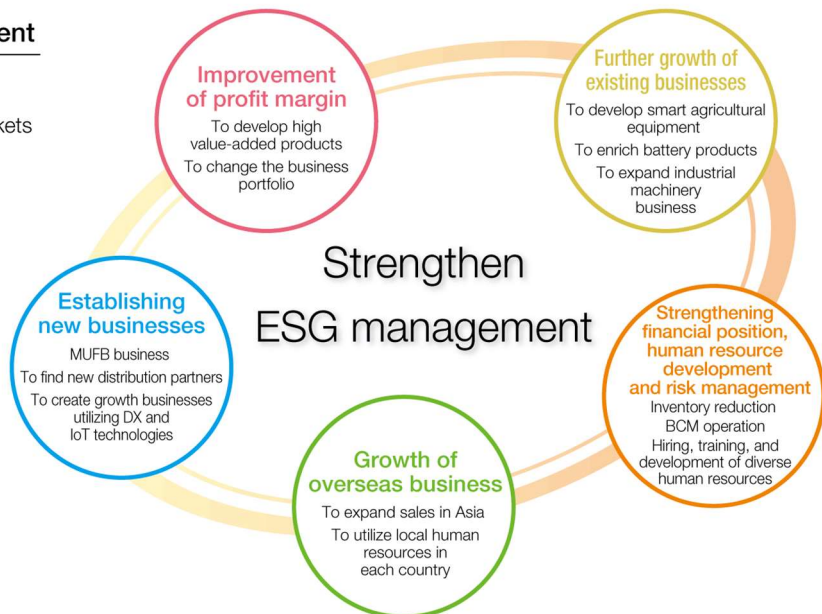 Improvement
of profit margin
To develop high
value-added products
To change the business
portfolio
Further growth of
existing businesses
To develop smart agricultural
equipment
To enrich battery products
To expand industrial
machinery
business
Strengthen
ESG management
Establishing
new businesses
MUFB business
To find new distribution partners
To create growth businesses
utilizing DX and
IoT technologies
Growth of
overseas business
To expand sales in Asia
To utilize local human
resources in
each country
Strengthening
financial position,
human resource
development
and risk management
Inventory reduction
BCM operation
Hiring, training, and
development of diverse
human resources